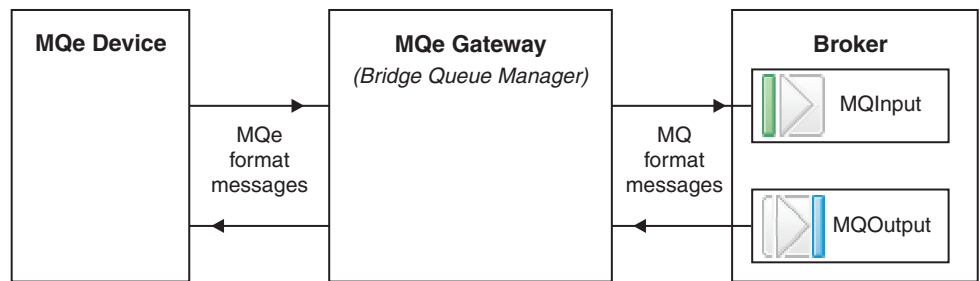 MQe Device
MQe Gateway
(Bridge Queue Manager)
Broker
MQInput
MQe
format
messages
MQ
format
messages
MQOutput